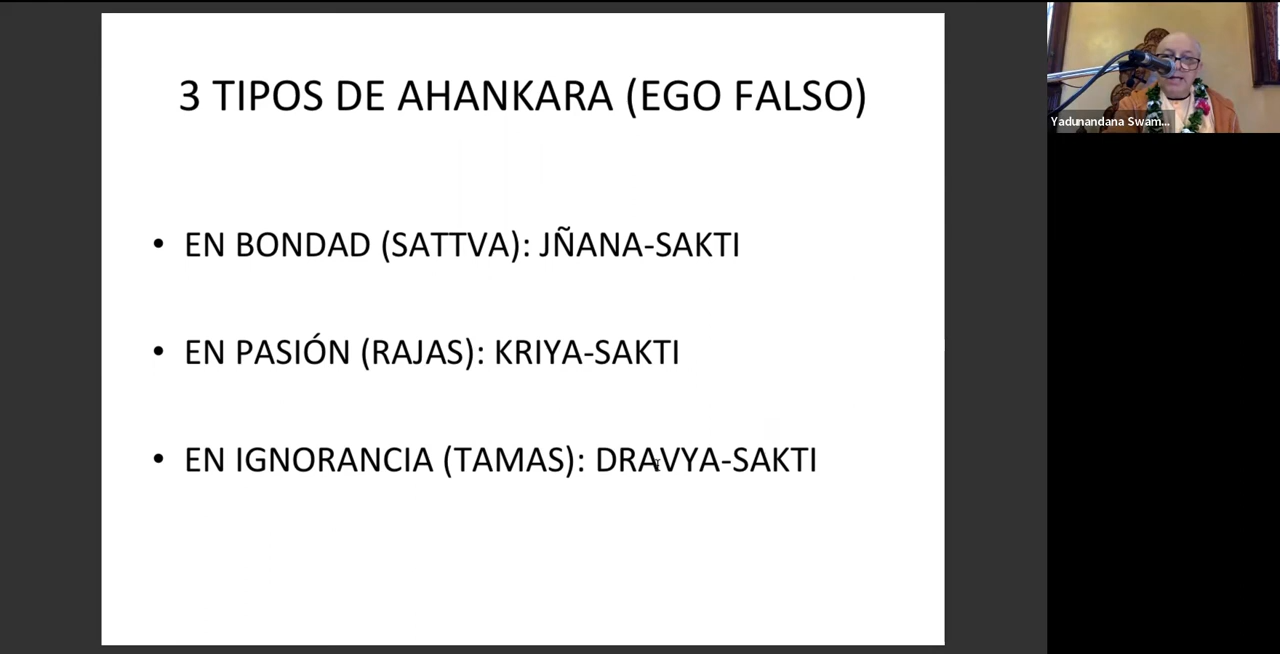 3 TIPOS DE AHANKARA (EGO FALSO)
• EN BONDAD (SATTVA): JÑANA-SAKTI
• EN PASIÓN (RAJAS): KRIYA-SAKTI
• EN IGNORANCIA (TAMAS): DRAVYA-SAKTI
Yadunandana Swam...